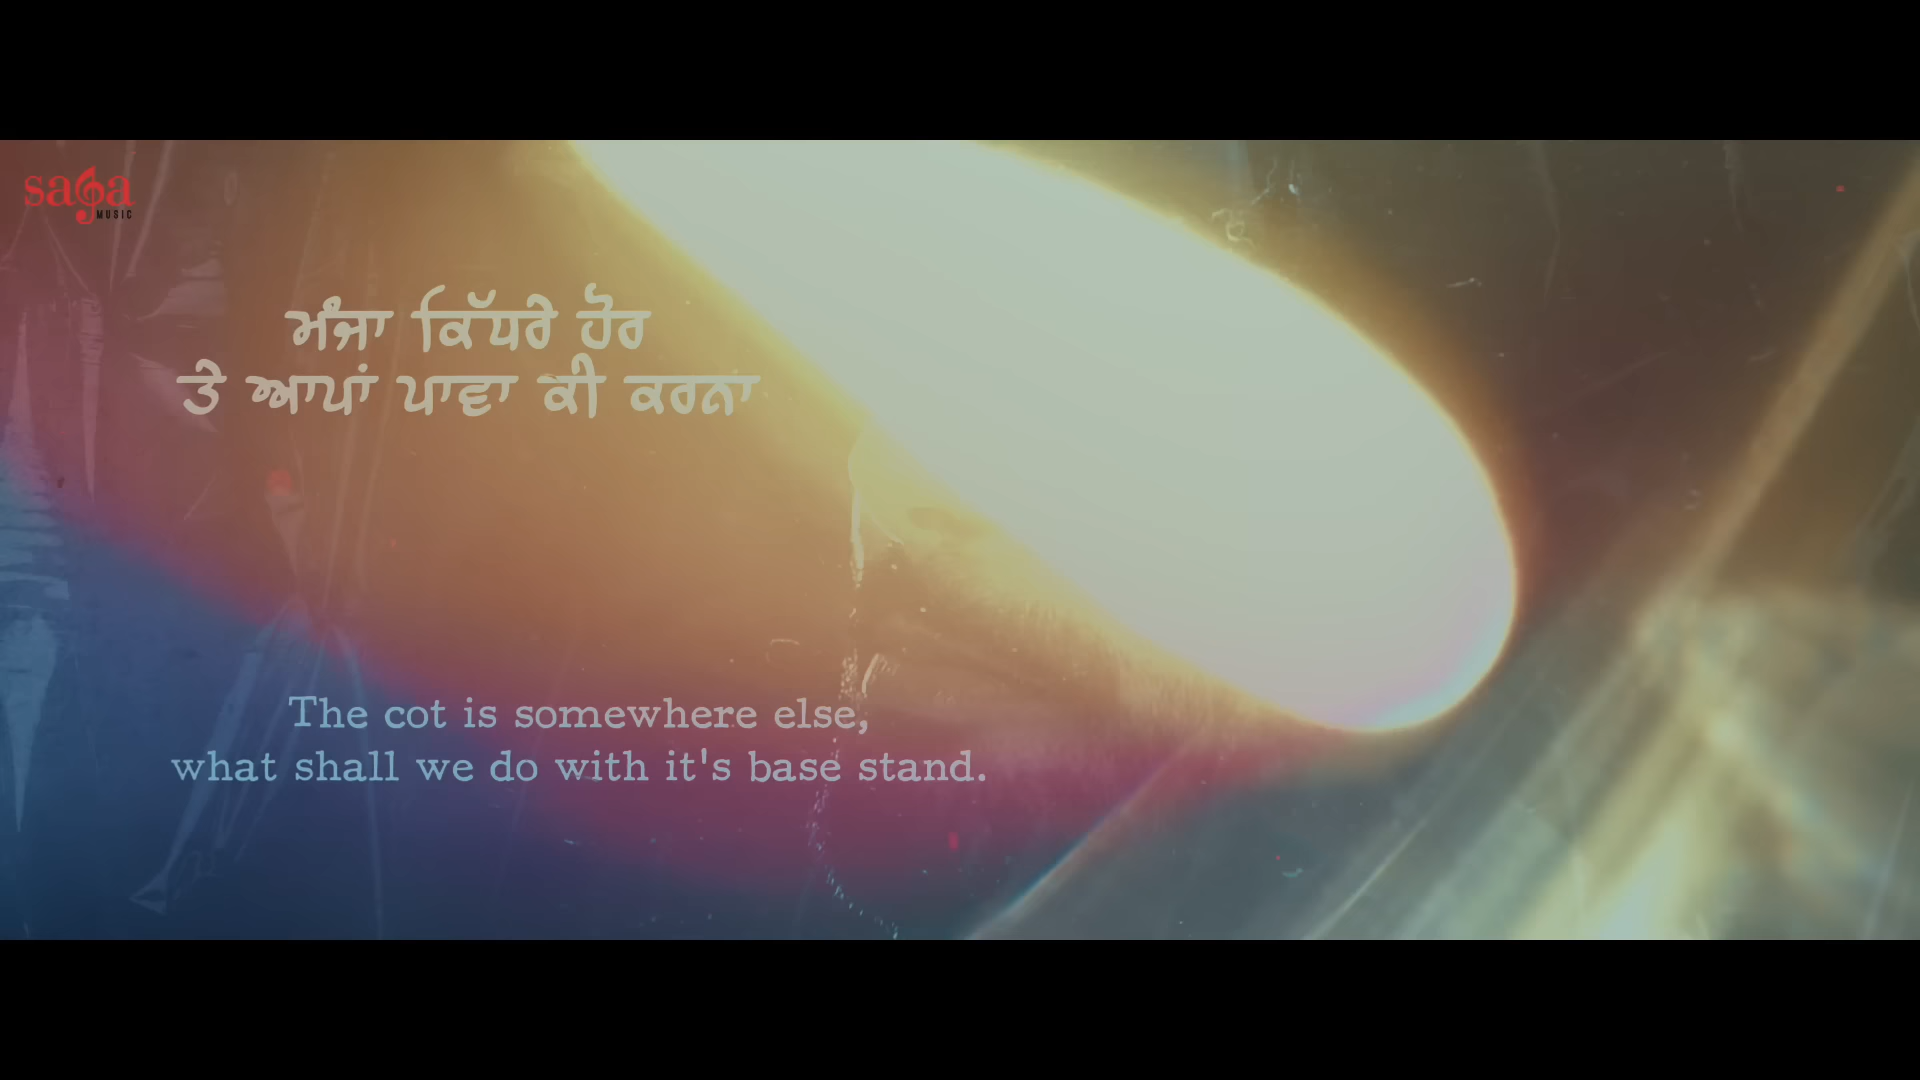 saga
MUSIC
ਮੰਜਾ ਕਿੱਧਰੇ ਹੋਰ
ਤੇ ਆਪਾਂ ਪਾਵਾ ਕੀ ਕਰਨਾ
The cot is somewhere else,
what shall we do with it's base stand.